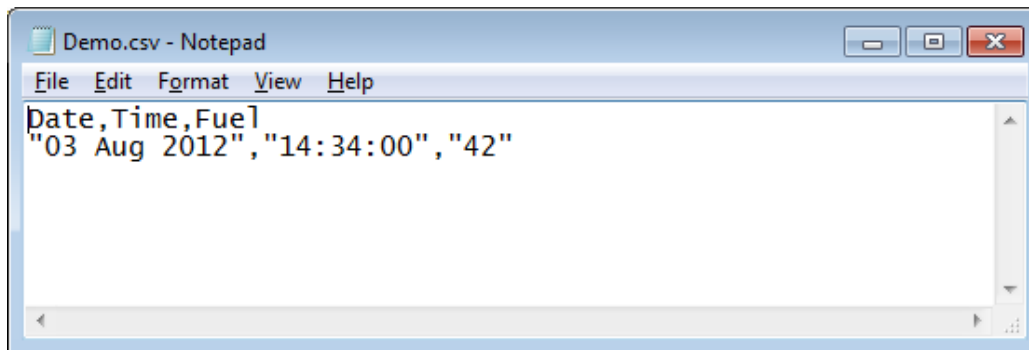 Demo.csv - Notepad
File Edit Format View Help
Date,Time,Fuel
"03 Aug 2012","14:34:00","42"